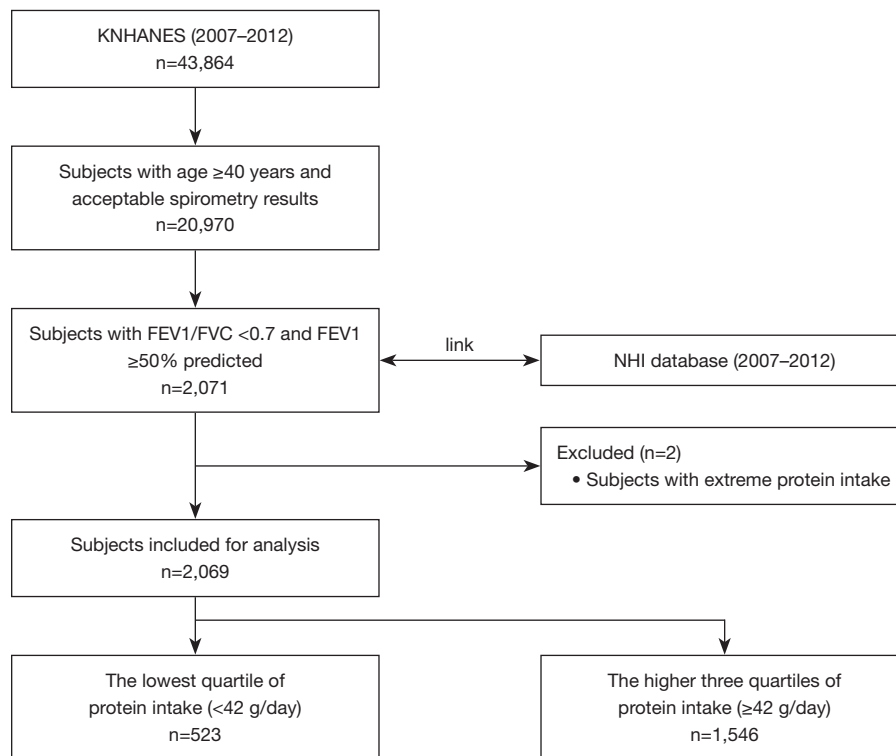 KNHANES (2007–2012)
n=43,864
Subjects with age ≥40 years and
acceptable spirometry results
n=20,970
Subjects with FEV1/FVC <0.7 and FEV1
≥50% predicted
n=2,071
link
NHI database (2007–2012)
Excluded (n=2)
• Subjects with extreme protein intake
Subjects included for analysis
n=2,069
The lowest quartile of
protein intake (<42 g/day)
n=523
The higher three quartiles of
protein intake (≥42 g/day)
n=1,546